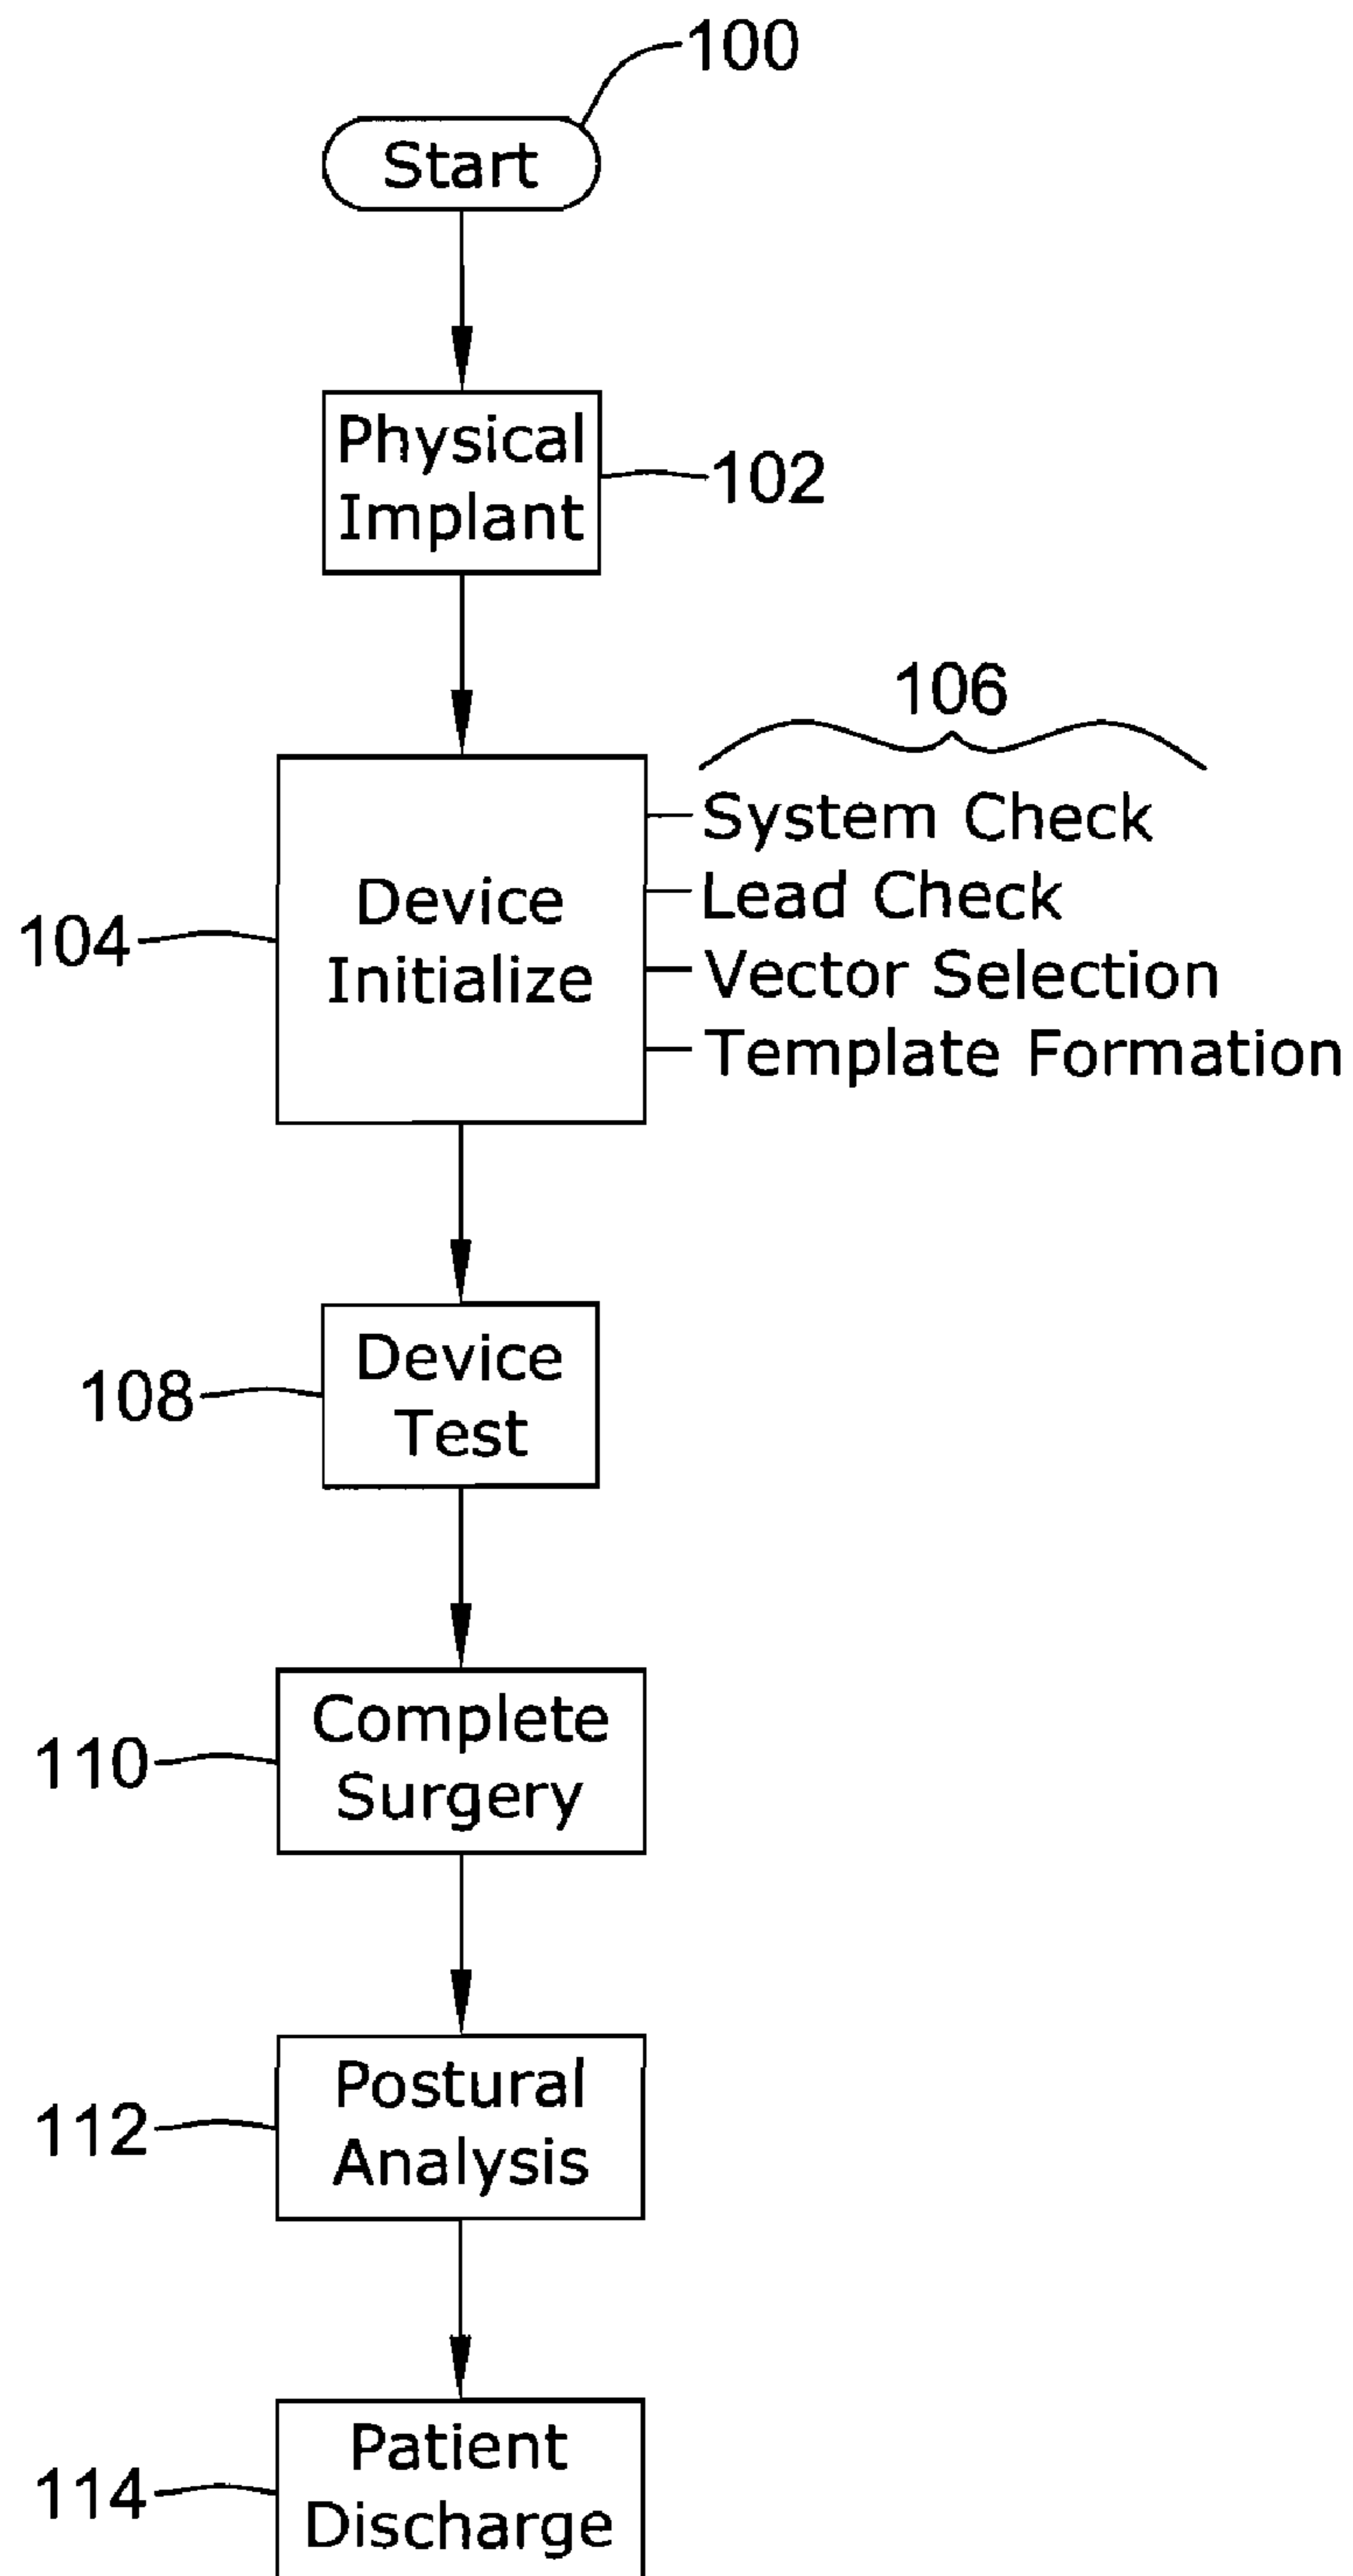 100
Start
Physical
Implant
102
106
System Check
Lead Check
Vector Selection
Template Formation
104
Device
Initialize
108
Device
Test
110
Complete
Surgery
112
Postural
Analysis
114
Patient
Discharge